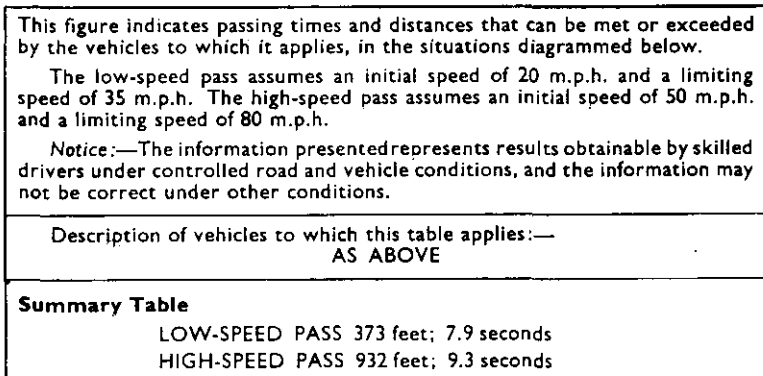 This figure indicates passing times and distances that can be met or exceeded
by the vehicles to which it applies, in the situations diagrammed below.
The low-speed pass assumes an initial speed of 20 m.p.h. and a limiting
speed of 35 m.p.h. The high-speed pass assumes an initial speed of 50 m.p.h.
and a limiting speed of 80 m.p.h.
Notice:—The information presented represents results obtainable by skilled
drivers under controlled road and vehicle conditions, and the information may
not be correct under other conditions.
Description of vehicles to which this table applies:—
AS ABOVE
Summary Table
LOW-SPEED PASS 373 feet; 7.9 seconds
HIGH-SPEED PASS 932 feet; 9.3 seconds